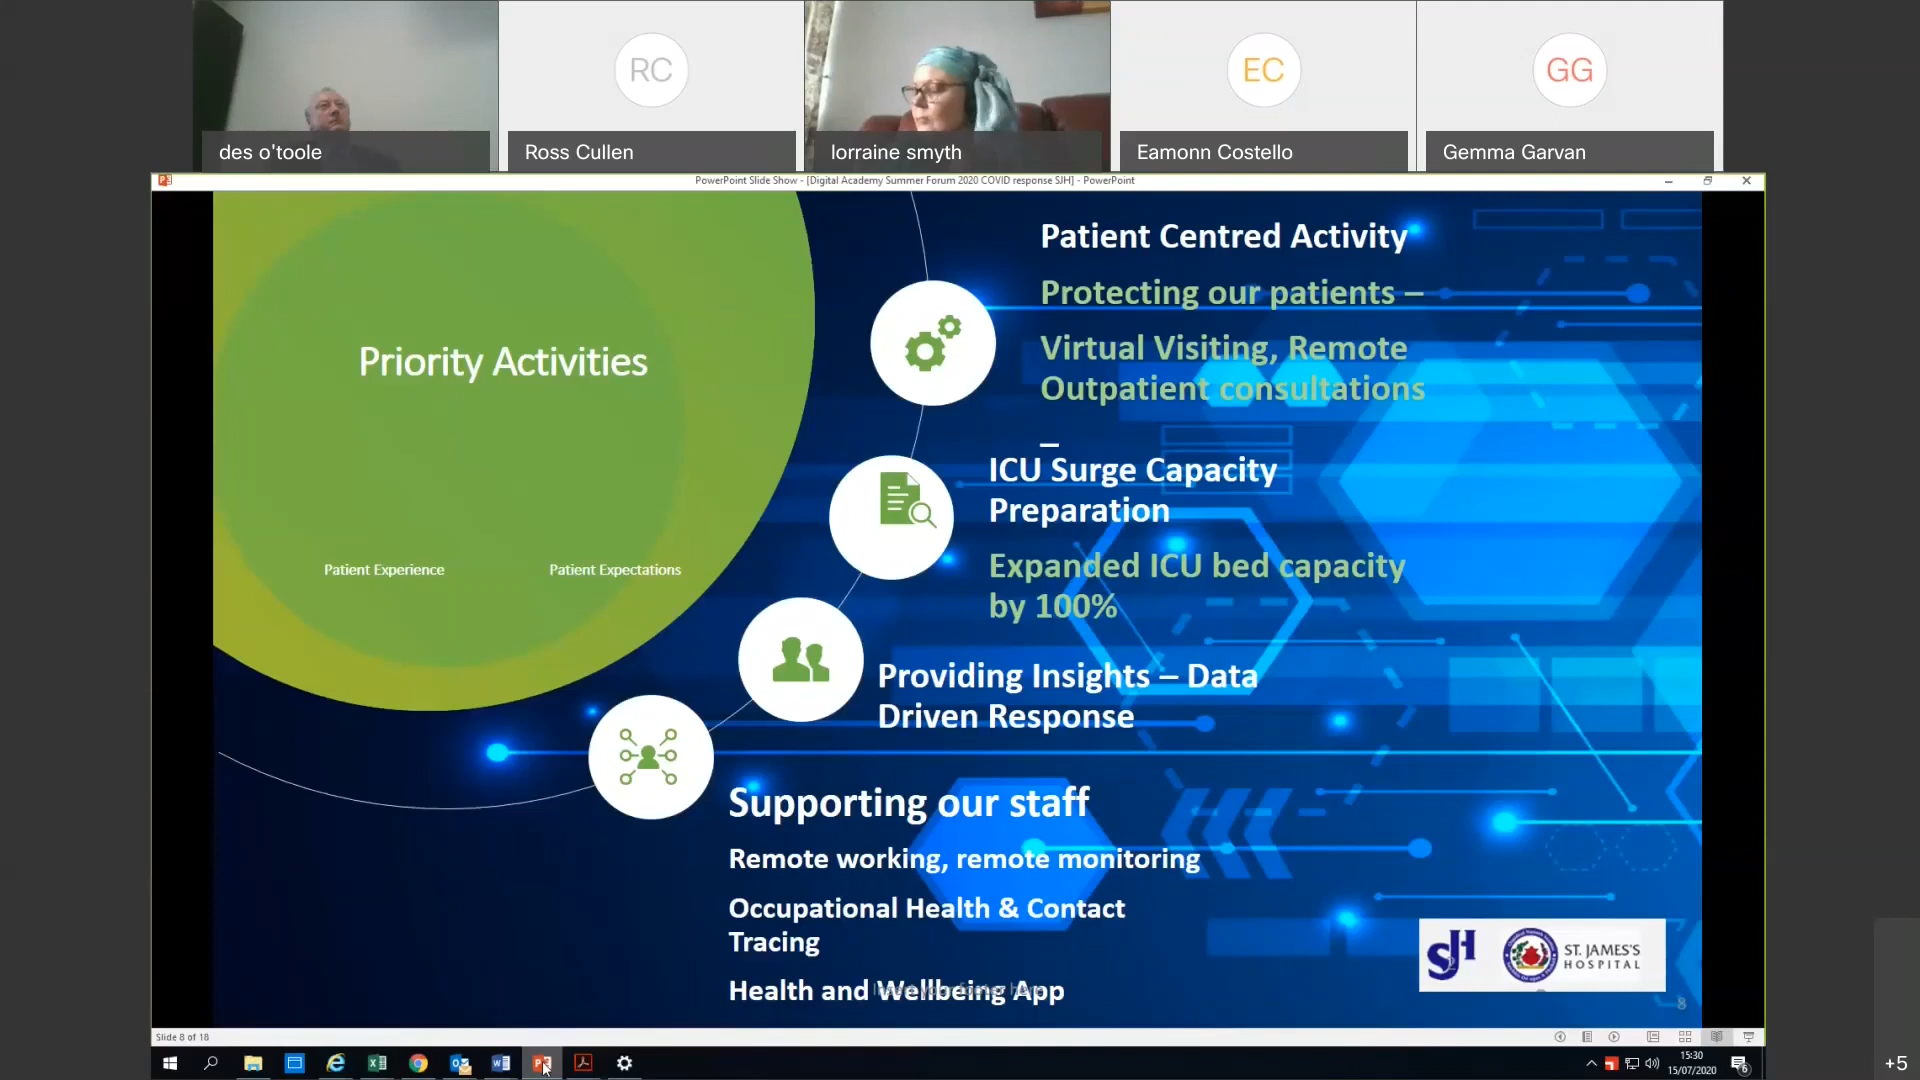 RC
EC
GG
des o'toole
Ross Cullen
lorraine smyth
Eamonn Costello
Gemma Garvan
PowerPoint Slide Show - [Digital Academy Summer Forum 2020 COVID response SJH] - PowerPoint
Priority Activities
Patient Experience
Patient Expectations
Patient Centred Activity
Protecting our patients –
Virtual Visiting, Remote
Outpatient consultations
–
ICU Surge Capacity
Preparation
Expanded ICU bed capacity
by 100%
Providing Insights – Data
Driven Response
Supporting our staff
Remote working, remote monitoring
Occupational Health & Contact
Tracing
Health and Wellbeing App
SJH
ST. JAMES'S
HOSPITAL
8
Slide 8 of 18
15:30
15/07/2020
6
+5